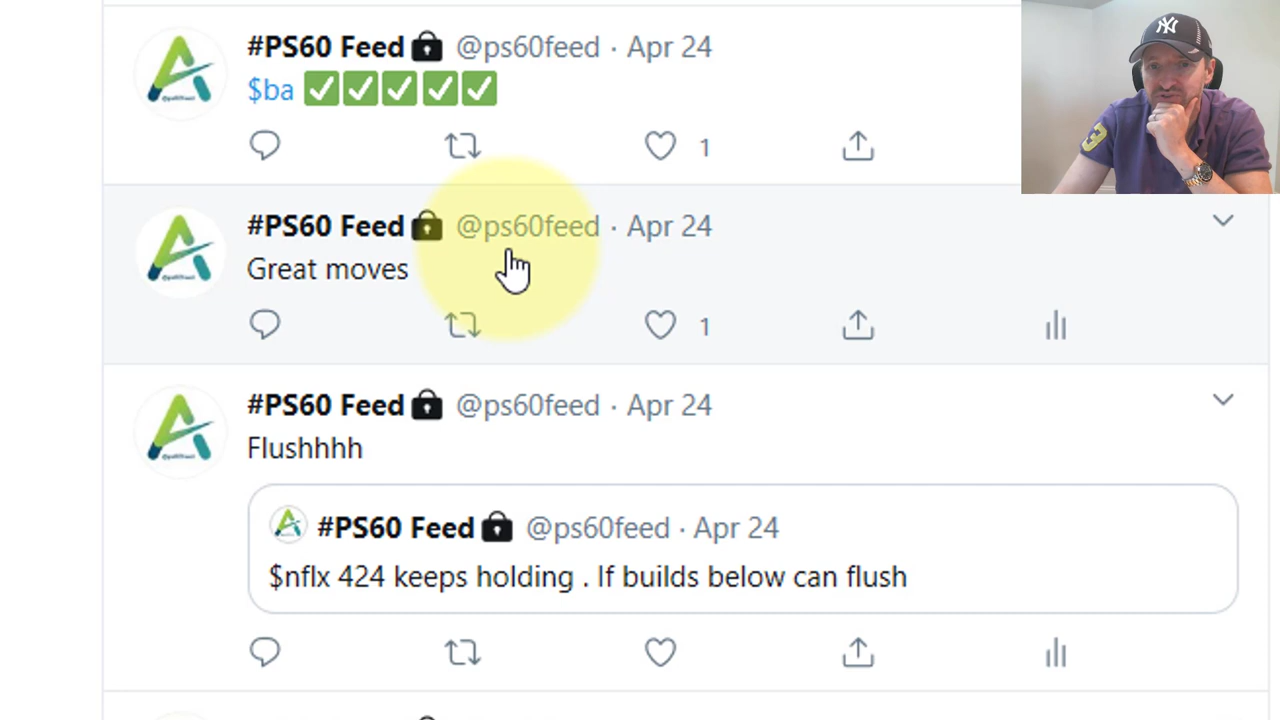 #PS60 Feed🔒 @ps60feed · Apr 24
$ba ✅✅✅✅✅
1
#PS60 Feed🔒 @ps60feed · Apr 24
Great moves
1
#PS60 Feed🔒 @ps60feed · Apr 24
Flushhhh
#PS60 Feed🔒 @ps60feed · Apr 24
$nflx 424 keeps holding . If builds below can flush